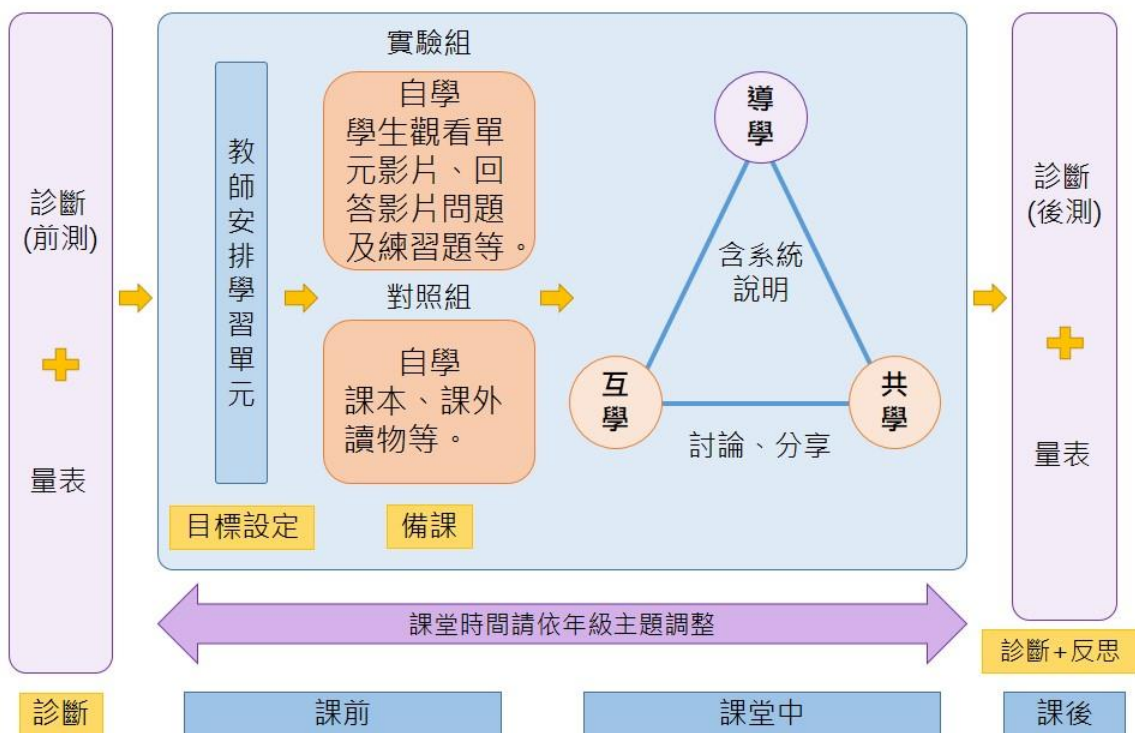 診斷
(前測)
量表
診斷
教師安排學習單元
目標設定
實驗組
自學
學生觀看單
元影片、回
答影片問題
及練習題等。
對照組
自學
課本、課外
讀物等。
備課
導學
含系統
說明
互學
共學
討論、分享
課堂時間請依年級主題調整
課前
課堂中
診斷
(後測)
量表
診斷+反思
課後